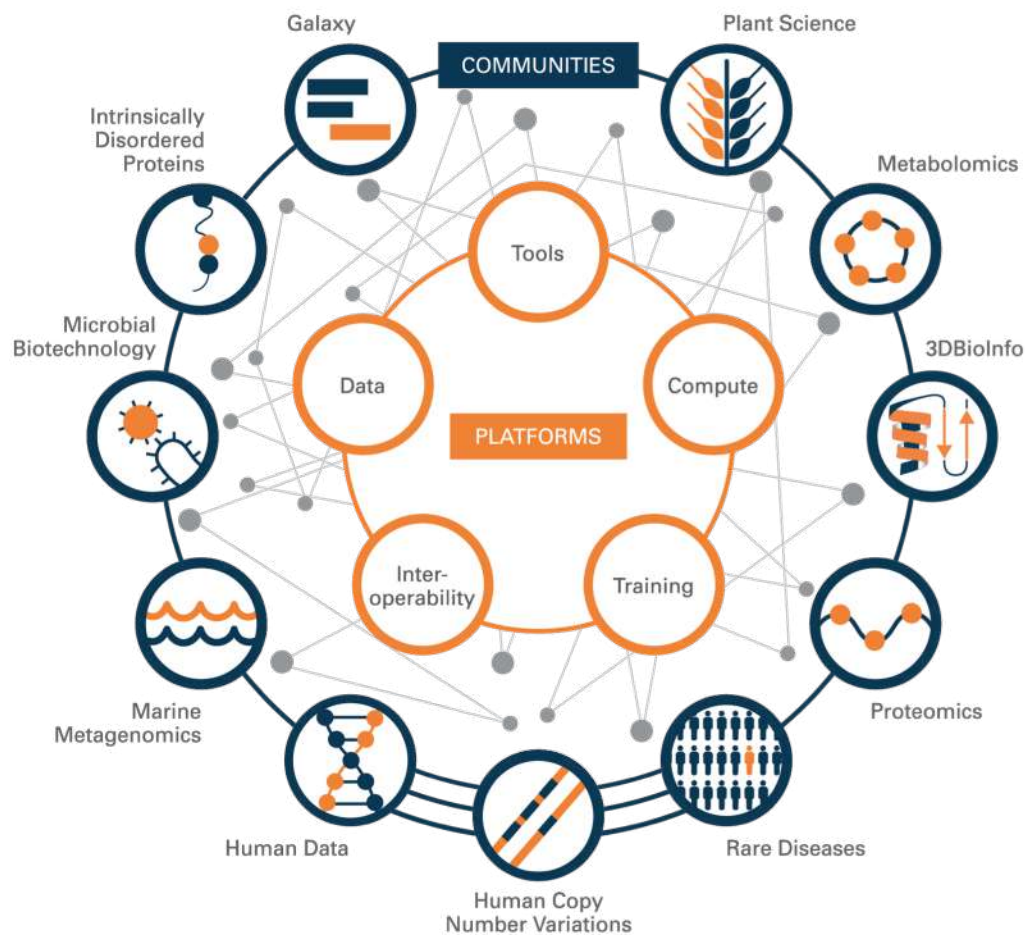 Galaxy
COMMUNITIES
Plant Science
Intrinsically
Disordered
Proteins
Metabolomics
Tools
Microbial
Biotechnology
3DBioInfo
Data
Compute
PLATFORMS
Inter-
operability
Training
Marine
Metagenomics
Proteomics
Human Data
Rare Diseases
Human Copy
Number Variations